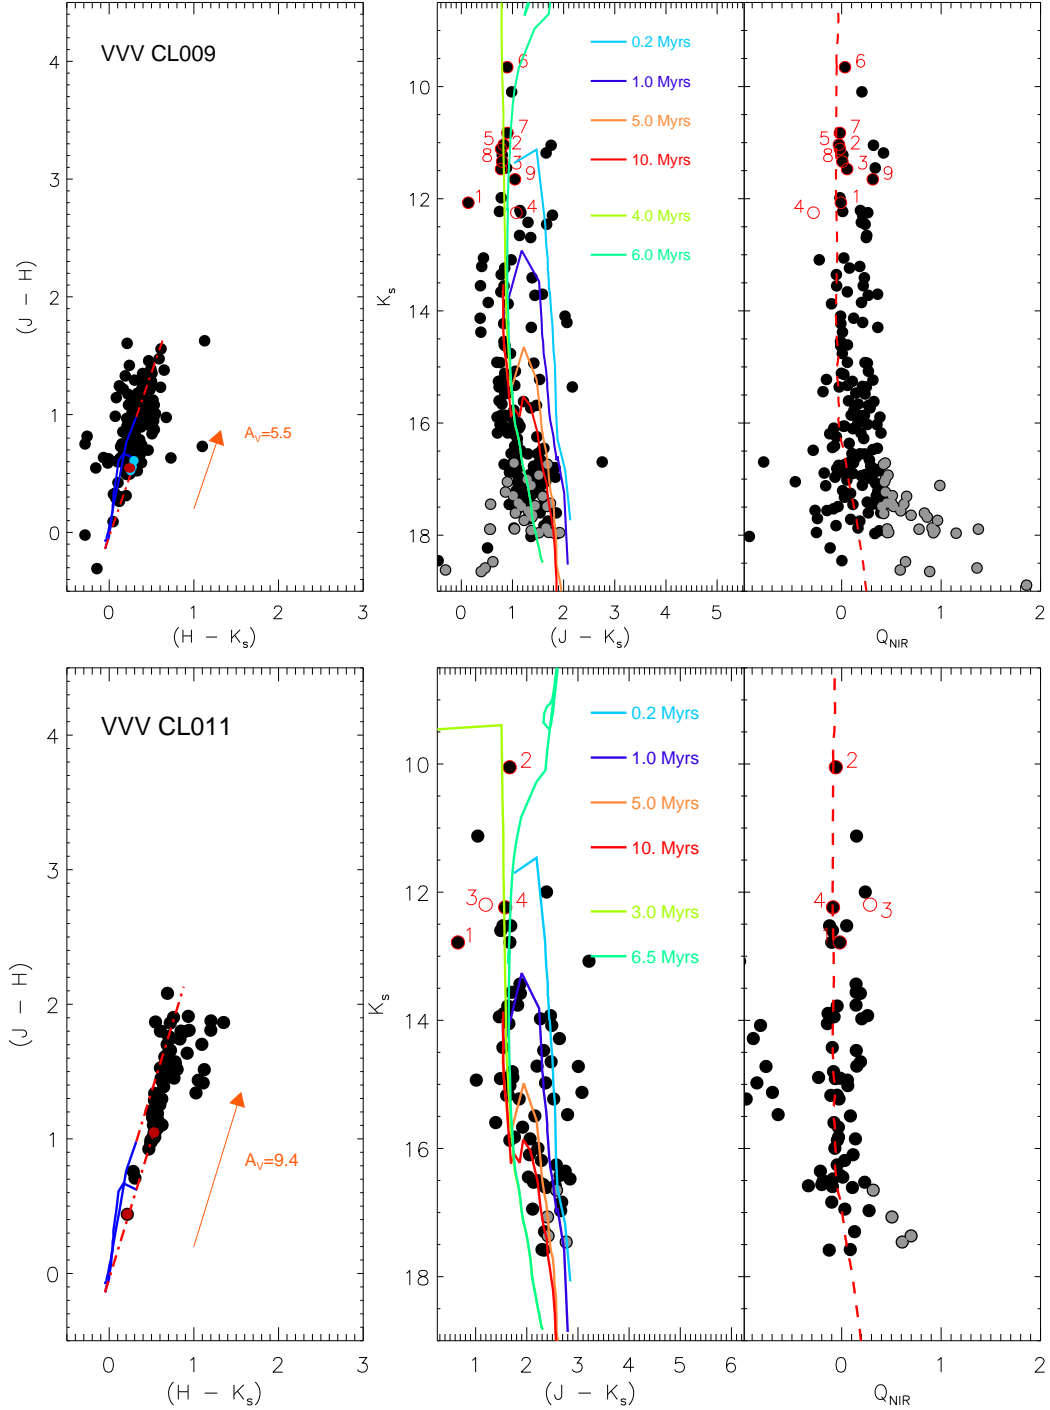 VVV CL009
4
3
2
1
0
(J − H)
A_V=5.5
0
1
2
3
(H − K_s)
10
12
14
16
18
K_s
6
7
5
2
8
3
9
1
4
0.2 Myrs
1.0 Myrs
5.0 Myrs
10. Myrs
4.0 Myrs
6.0 Myrs
0
1
2
3
4
5
(J − K_s)
6
7
5
2
8
3
9
4
1
0
1
2
Q_NIR
VVV CL011
4
3
2
1
0
(J − H)
A_V=9.4
0
1
2
3
(H − K_s)
10
12
14
16
18
K_s
2
3
4
1
0.2 Myrs
1.0 Myrs
5.0 Myrs
10. Myrs
3.0 Myrs
6.5 Myrs
1
2
3
4
5
6
(J − K_s)
2
4
3
1
0
1
2
Q_NIR